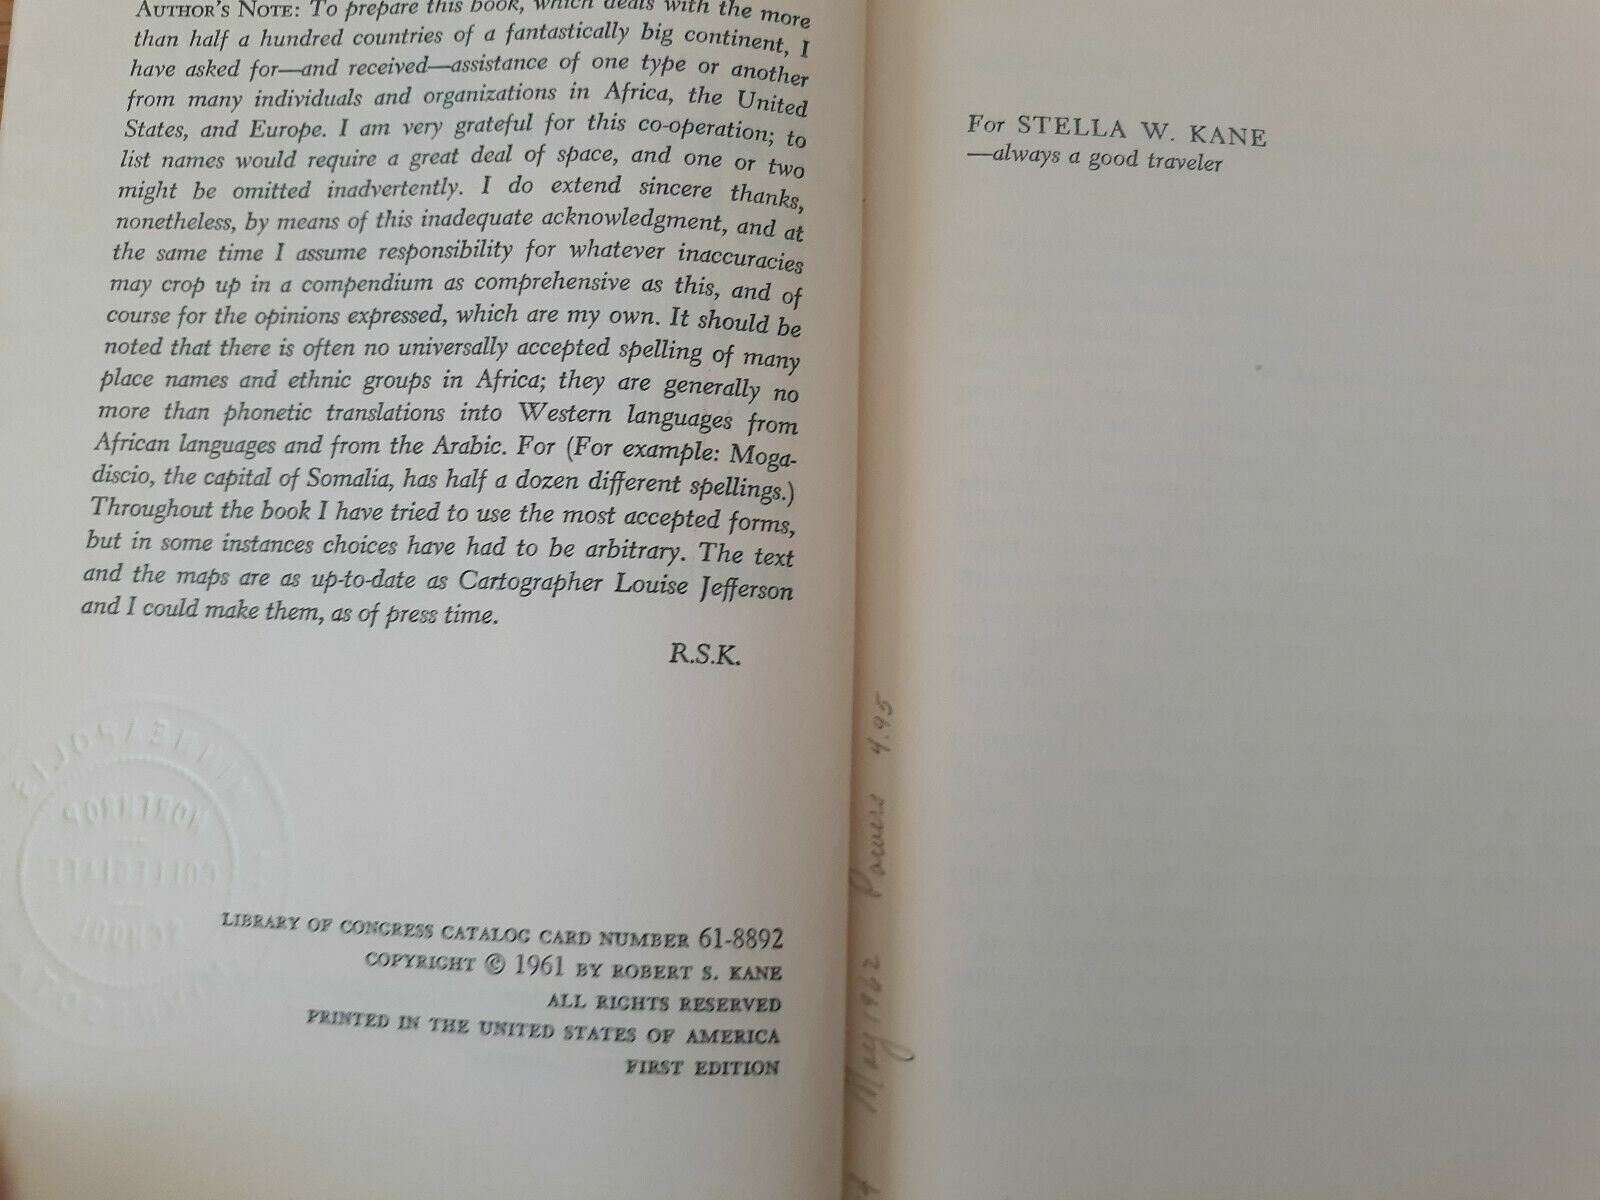 AUTHOR'S NOTE: To prepare this book, which deals with the more
than half a hundred countries of a fantastically big continent, I
have asked for—and received—assistance of one type or another
from many individuals and organizations in Africa, the United
States, and Europe. I am very grateful for this co-operation; to
list names would require a great deal of space, and one or two
might be omitted inadvertently. I do extend sincere thanks,
nonetheless, by means of this inadequate acknowledgment, and at
the same time I assume responsibility for whatever inaccuracies
may crop up in a compendium as comprehensive as this, and of
course for the opinions expressed, which are my own. It should be
noted that there is often no universally accepted spelling of many
place names and ethnic groups in Africa; they are generally no
more than phonetic translations into Western languages from
African languages and from the Arabic. For (For example: Moga-
discio, the capital of Somalia, has half a dozen different spellings.)
Throughout the book I have tried to use the most accepted forms,
but in some instances choices have had to be arbitrary. The text
and the maps are as up-to-date as Cartographer Louise Jefferson
and I could make them, as of press time.
R.S.K.
MINNEAPOLIS
NORTHROP
COLLEGIATE
SCHOOL
LIBRARY OF CONGRESS CATALOG CARD NUMBER 61-8892
COPYRIGHT © 1961 BY ROBERT S. KANE
ALL RIGHTS RESERVED
PRINTED IN THE UNITED STATES OF AMERICA
FIRST EDITION
May 1962 Powers 4.95
For STELLA W. KANE
—always a good traveler